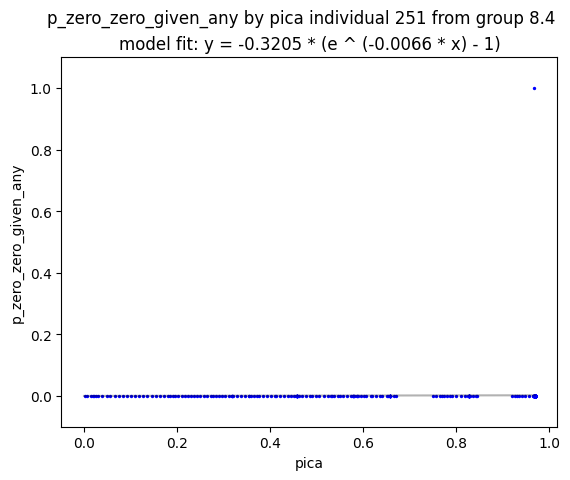 p_zero_zero_given_any by pica individual 251 from group 8.4
model fit: y = -0.3205 * (e ^ (-0.0066 * x) - 1)
1.0
0.8
0.6
0.4
0.2
0.0
p_zero_zero_given_any
0.0 0.2 0.4 0.6 0.8 1.0
pica